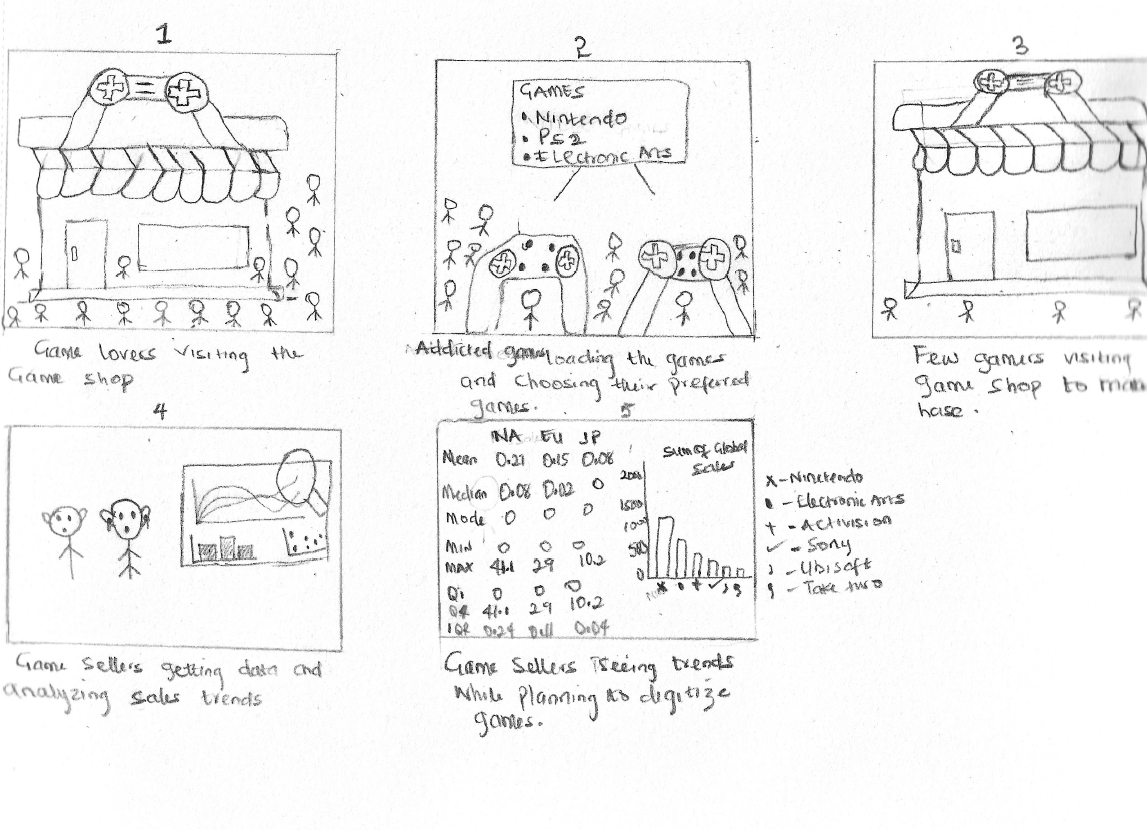 1
Game lovess visiting the
Game shop
2
GAMES
• Nintendo
• PS2
• Electronic Arts
Addicted loading the games
and choosing their preferred
games.
3
Few gamers visiting
game shop to
hase.
4
Game sellers getting data and
analyzing sales trends
5
NA EU JP
Mean 0.27 0.15 0.08
Median 0.08 0.02 0
Mode 0 0 0
MIN 0 0 0
MAX 41.1 29 10.2
Q1 0 0 0
Q4 41.1 29 10.2
IQR 0.24 0.11 0.04
Sum of Global
Sales
2000
1500
1000
500
0
x - Ninetendo
• - Electronic Arts
+ - Activision
✓ - Sony
, - Ubisoft
? - Take two
Game Sellers Seeing trends
While planning to digitize
games.